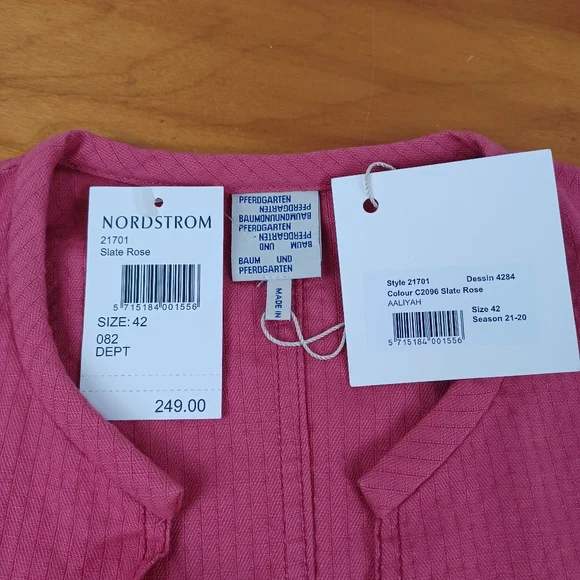 NORDSTROM
21701
Slate Rose
5 715184 001556
SIZE: 42
082
DEPT
249.00
PFERDGARTEN
BAUM
PFERDGARTEN
BAUMUNDNUOMUAB
PFERDGARTEN
BAUM
UND
BAUM UND
PFERDGARTEN
MADE IN
Style 21701 Dessin 4284
Colour C2096 Slate Rose
AALIYAH
Size 42
Season 21-20
5 715184 001556